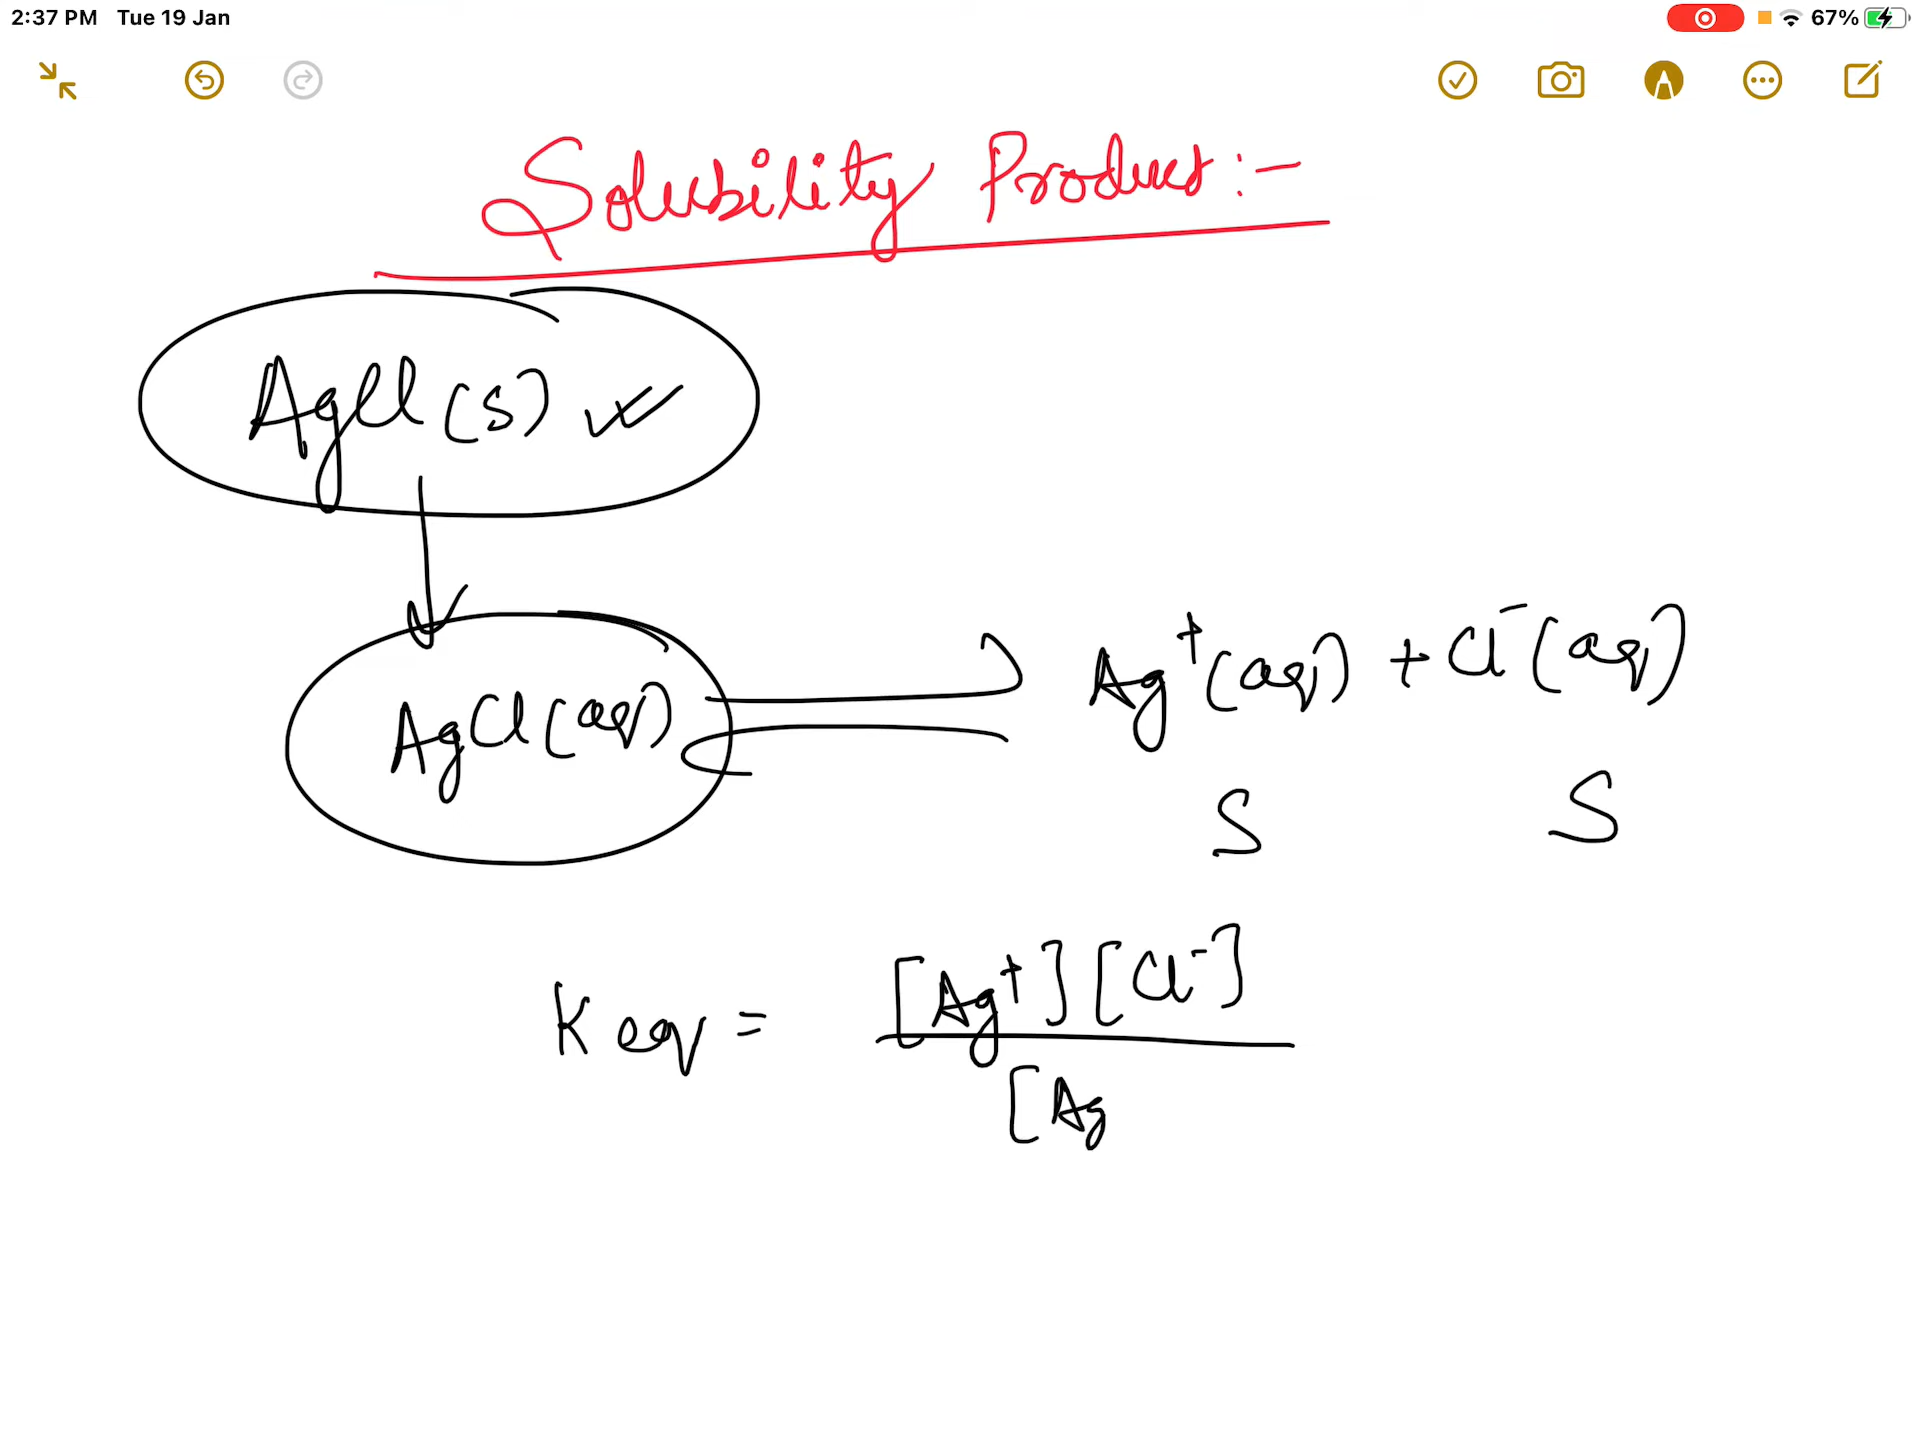 2:37 PM Tue 19 Jan 67%
Solubility Product:-
AgCl(s)
AgCl(aq) Ag⁺(aq) + Cl⁻(aq)
S S
Keq = [Ag⁺][Cl⁻]
[Ag